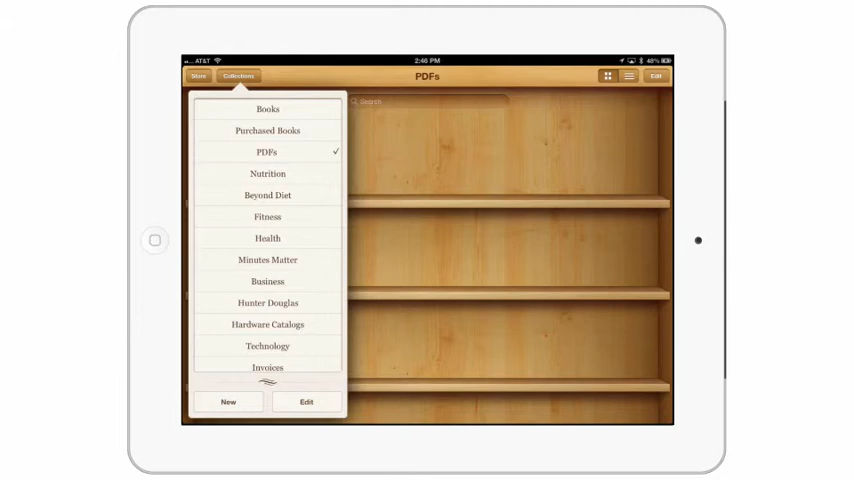 AT&T
2:46 PM
48%
Store
Collections
PDFs
Edit
Search
Books
Purchased Books
PDFs
Nutrition
Beyond Diet
Fitness
Health
Minutes Matter
Business
Hunter Douglas
Hardware Catalogs
Technology
Invoices
New
Edit